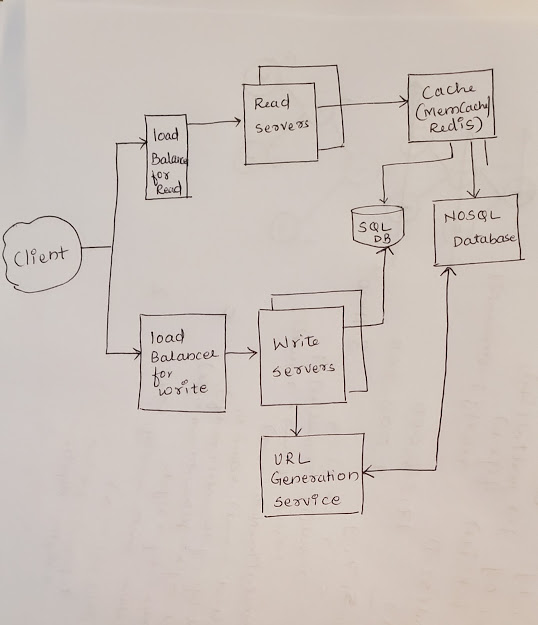 Client
load
Balancer
for
Read
Read
Servers
Cache
(MemCache/
Redis)
SQL
DB
NOSQL
Database
load
Balancer
for
write
Write
Servers
URL
Generation
Service